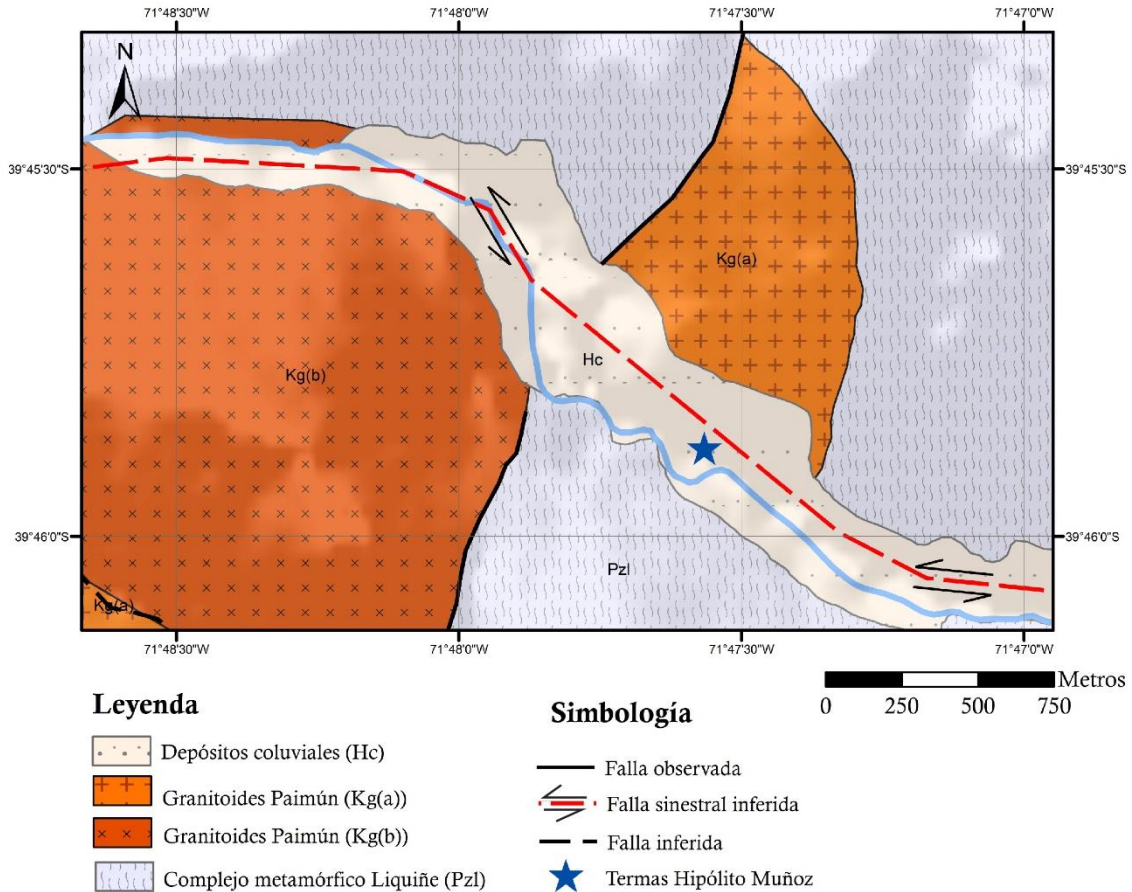 71°48'30"W 71°48'0"W 71°47'30"W 71°47'0"W
N
39°45'30"S 39°45'30"S
Kg(a)
Hc
Kg(b)
39°46'0"S 39°46'0"S
Pzl
Kg(a)
71°48'30"W 71°48'0"W 71°47'30"W 71°47'0"W
Metros
0 250 500 750
Leyenda
Depósitos coluviales (Hc)
Granitoides Paimún (Kg(a))
Granitoides Paimún (Kg(b))
Complejo metamórfico Liquiñe (Pzl)
Simbología
Falla observada
Falla sinestral inferida
Falla inferida
Termas Hipólito Muñoz